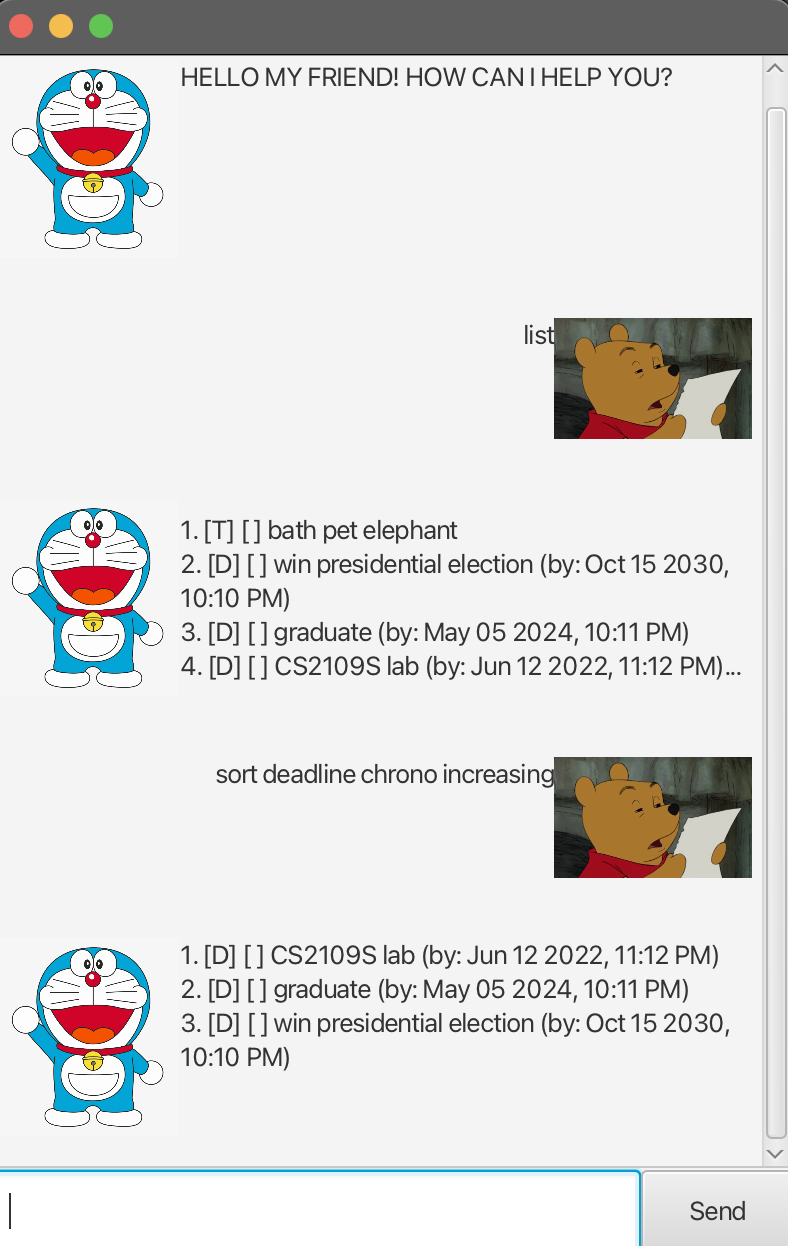 HELLO MY FRIEND! HOW CAN I HELP YOU?
list
1. [T] [ ] bath pet elephant
2. [D] [ ] win presidential election (by: Oct 15 2030,
10:10 PM)
3. [D] [ ] graduate (by: May 05 2024, 10:11 PM)
4. [D] [ ] CS2109S lab (by: Jun 12 2022, 11:12 PM)...
sort deadline chrono increasing
1. [D] [ ] CS2109S lab (by: Jun 12 2022, 11:12 PM)
2. [D] [ ] graduate (by: May 05 2024, 10:11 PM)
3. [D] [ ] win presidential election (by: Oct 15 2030,
10:10 PM)
Send